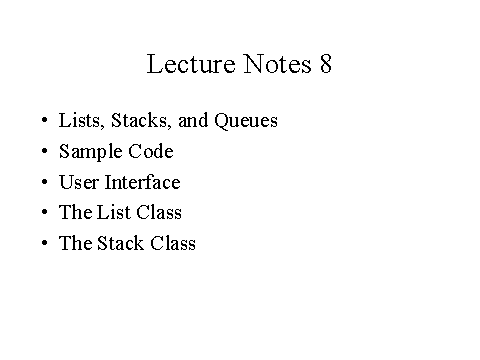 Lecture Notes 8
• Lists, Stacks, and Queues
• Sample Code
• User Interface
• The List Class
• The Stack Class